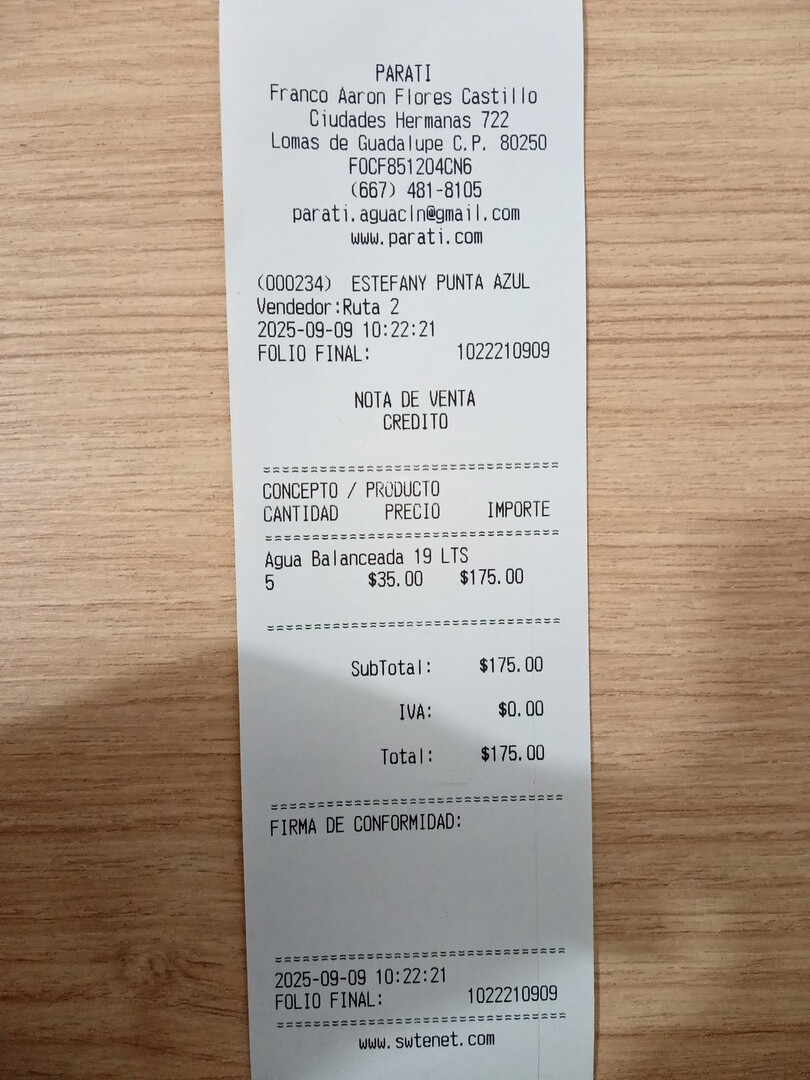 PARATI
Franco Aaron Flores Castillo
Ciudades Hermanas 722
Lomas de Guadalupe C.P. 80250
FOCF851204CN6
(667) 481-8105
parati.aguacln@gmail.com
www.parati.com
(000234) ESTEFANY PUNTA AZUL
Vendedor:Ruta 2
2025-09-09 10:22:21
FOLIO FINAL: 1022210909
NOTA DE VENTA
CREDITO
================================
CONCEPTO / PRODUCTO
CANTIDAD PRECIO IMPORTE
================================
Agua Balanceada 19 LTS
5 $35.00 $175.00
================================
SubTotal: $175.00
IVA: $0.00
Total: $175.00
================================
FIRMA DE CONFORMIDAD:
================================
2025-09-09 10:22:21
FOLIO FINAL: 1022210909
================================
www.swtenet.com